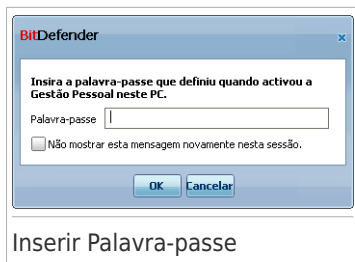 BitDefender
Insira a palavra-passe que definiu quando activou a
Gestão Pessoal neste PC.
Palavra-passe
Não mostrar esta mensagem novamente nesta sessão.
OK Cancelar
Inserir Palavra-passe